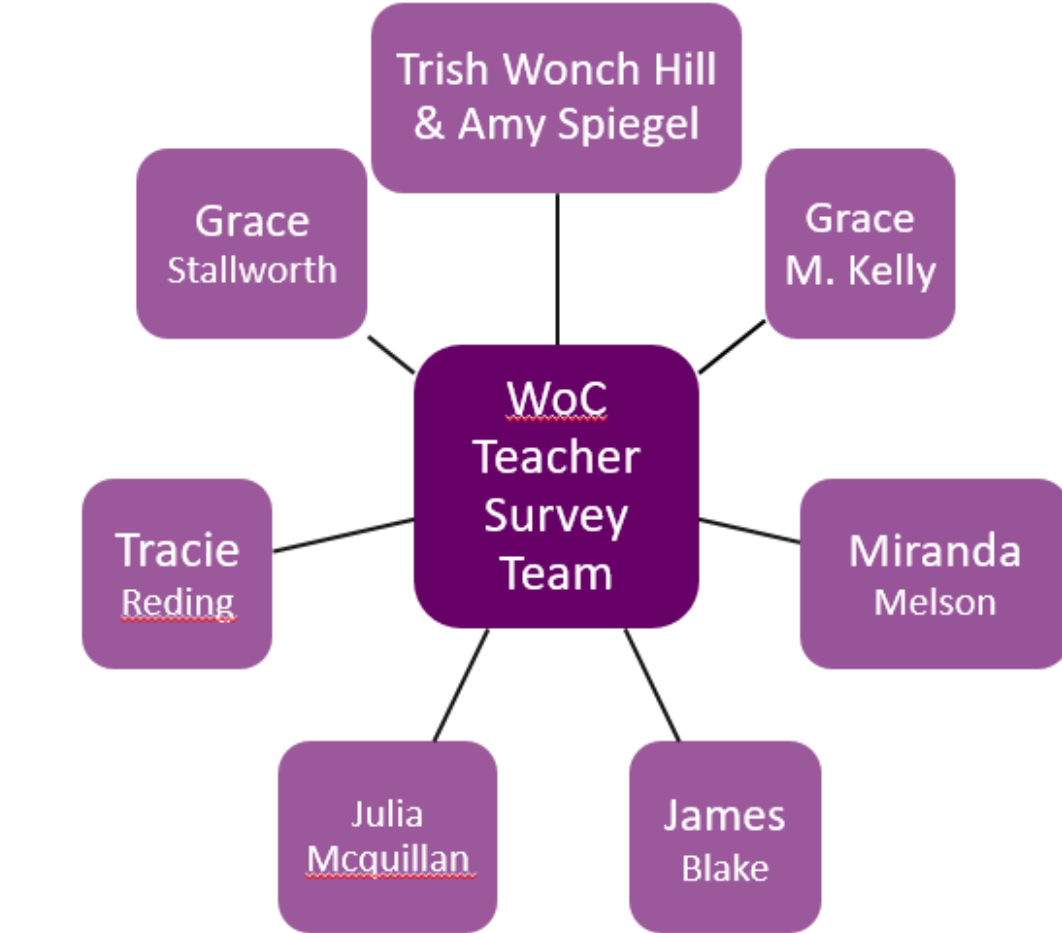 Trish Wonch Hill
& Amy Spiegel
Grace
Stallworth
Grace
M. Kelly
WoC
Teacher
Survey
Team
Tracie
Reding
Miranda
Melson
Julia
Mcquillan
James
Blake